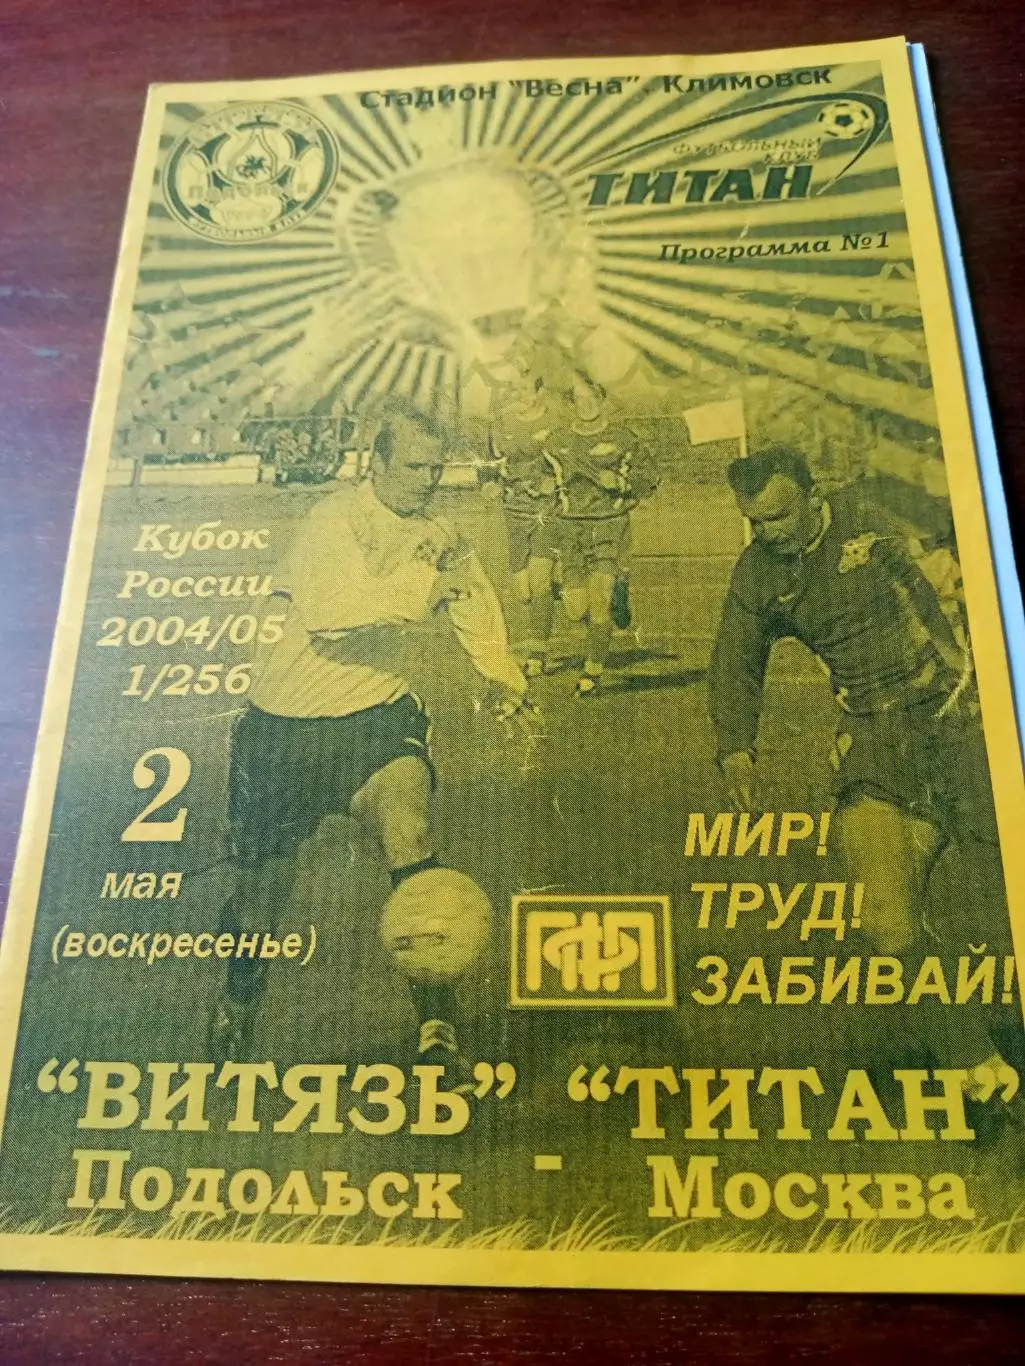 Стадион "Весна", Климовск
ФУТБОЛЬНЫЙ
КЛУБ
ТИТАН
Программа №1
Кубок
России
2004/05
1/256
2
мая
(воскресенье)
МИР!
ТРУД!
ЗАБИВАЙ!
"ВИТЯЗЬ" - "ТИТАН"
Подольск Москва